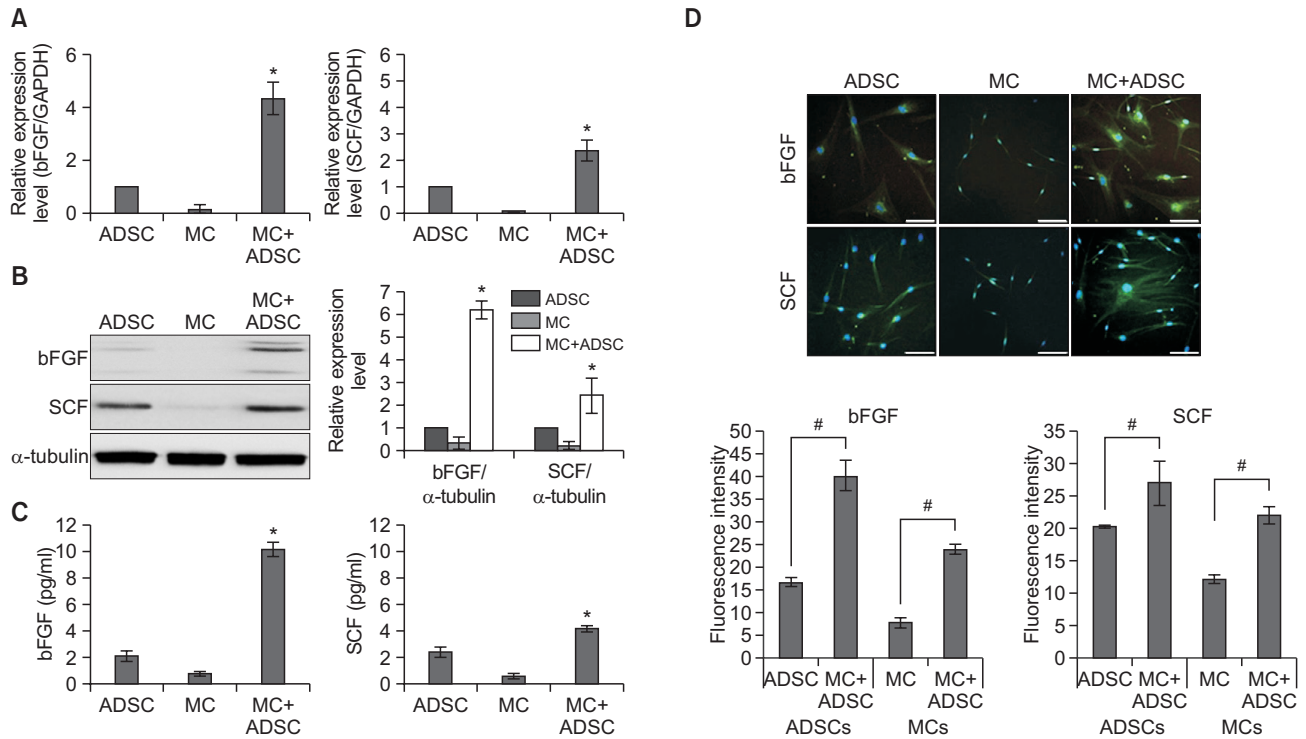 A
Relative expression
level (bFGF/GAPDH)
6
4
2
0
ADSC
MC
MC+
ADSC
*
Relative expression
level (SCF/GAPDH)
6
5
4
3
2
1
0
ADSC
MC
MC+
ADSC
*
B
ADSC
MC
MC+
ADSC
bFGF
SCF
α-tubulin
Relative expression
level
7
6
5
4
3
2
1
0
*
*
ADSC
MC
MC+ADSC
bFGF/
α-tubulin
SCF/
α-tubulin
C
bFGF (pg/ml)
12
10
8
6
4
2
0
ADSC
MC
MC+
ADSC
*
SCF (pg/ml)
12
10
8
6
4
2
0
ADSC
MC
MC+
ADSC
*
D
ADSC
MC
MC+ADSC
bFGF
SCF
bFGF
Fluorescence intensity
50
45
40
35
30
25
20
15
10
5
0
#
#
ADSC
MC+
ADSC
MC
MC+
ADSC
ADSCs
MCs
SCF
Fluorescence intensity
35
30
25
20
15
10
5
0
#
#
ADSC
MC+
ADSC
MC
MC+
ADSC
ADSCs
MCs